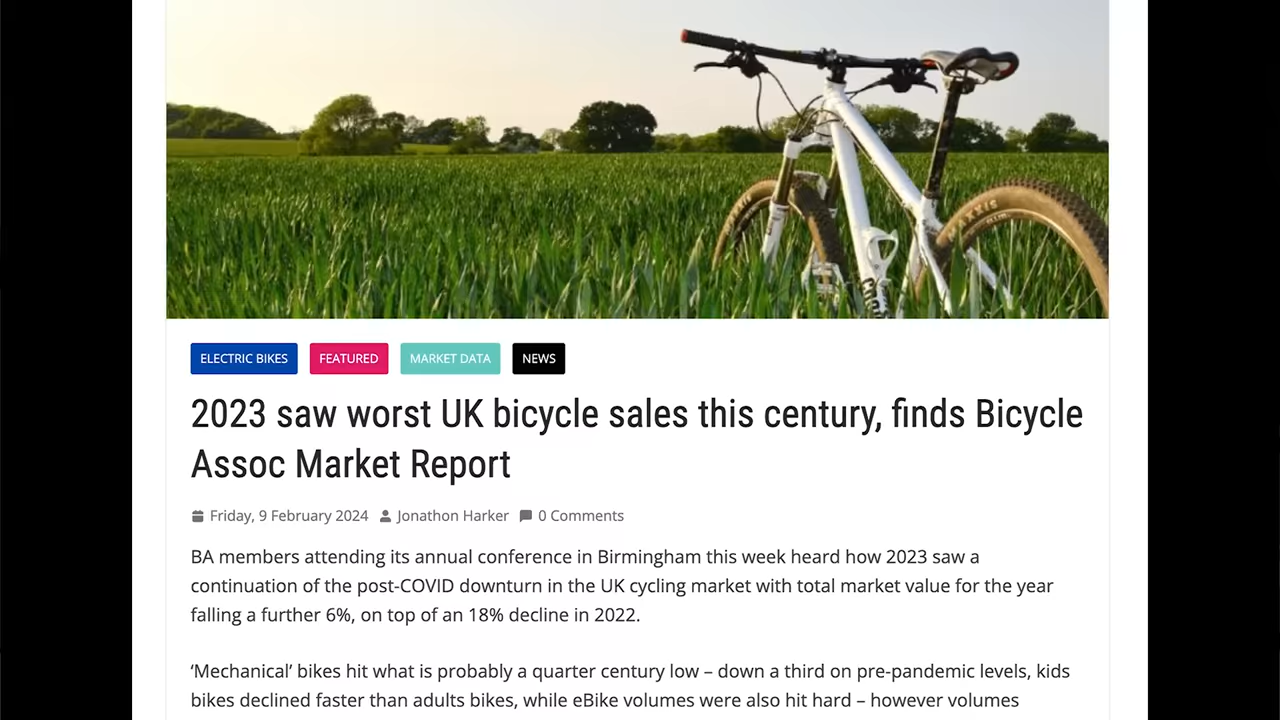 AXXIS
ELECTRIC BIKES
FEATURED
MARKET DATA
NEWS
2023 saw worst UK bicycle sales this century, finds Bicycle
Assoc Market Report
Friday, 9 February 2024
Jonathon Harker
0 Comments
BA members attending its annual conference in Birmingham this week heard how 2023 saw a
continuation of the post-COVID downturn in the UK cycling market with total market value for the year
falling a further 6%, on top of an 18% decline in 2022.
‘Mechanical’ bikes hit what is probably a quarter century low – down a third on pre-pandemic levels, kids
bikes declined faster than adults bikes, while eBike volumes were also hit hard – however volumes